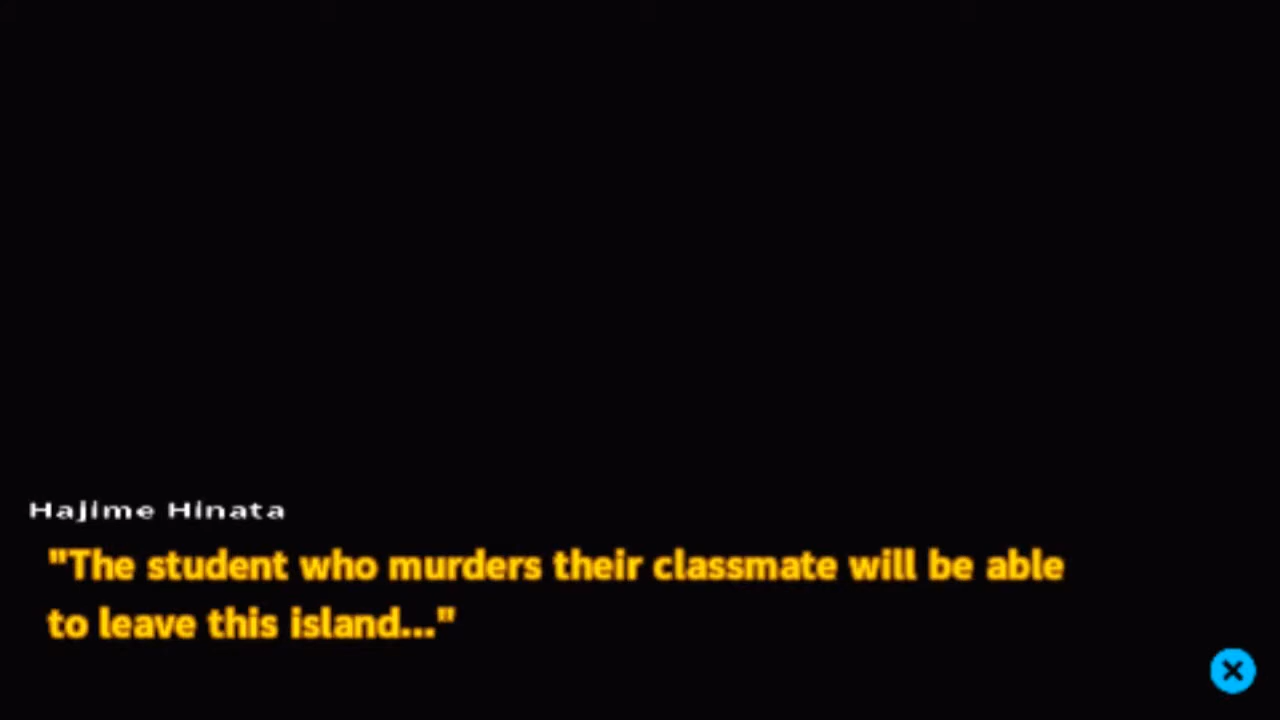 Hajime Hinata
"The student who murders their classmate will be able
to leave this island..."